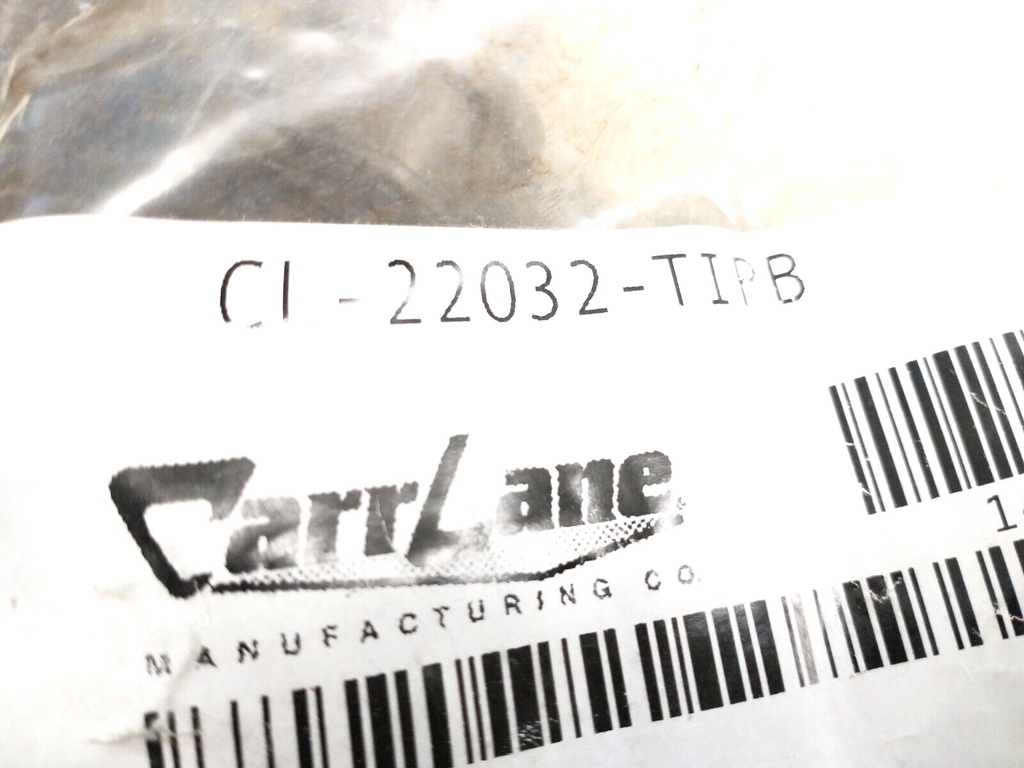 CL-22032-TIPB
CarrLane
MANUFACTURING CO.